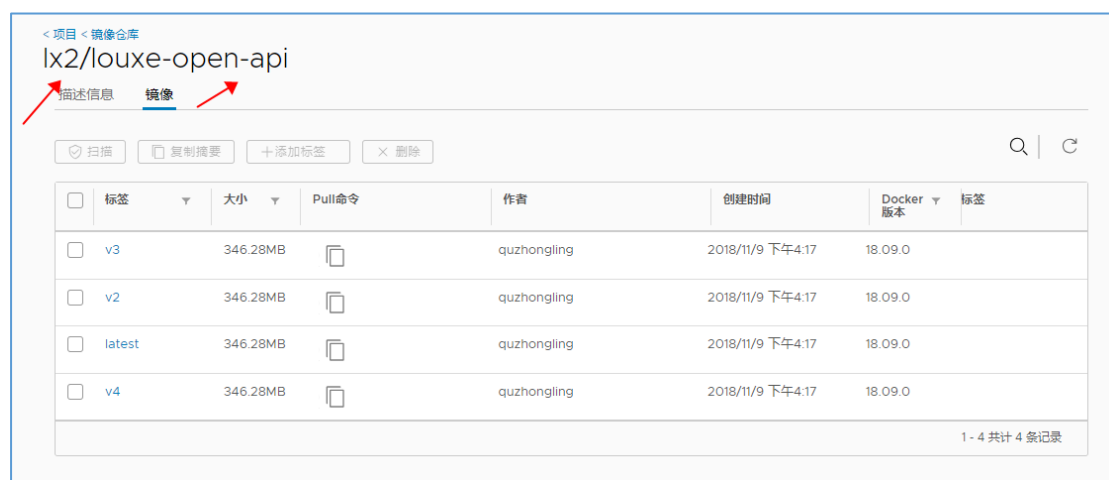 < 项目 < 镜像仓库
lx2/louxe-open-api
描述信息 镜像
扫描 复制摘要 +添加标签 × 删除
标签 大小 Pull命令 作者 创建时间 Docker 版本 标签
v3 346.28MB quzhongling 2018/11/9 下午4:17 18.09.0
v2 346.28MB quzhongling 2018/11/9 下午4:17 18.09.0
latest 346.28MB quzhongling 2018/11/9 下午4:17 18.09.0
v4 346.28MB quzhongling 2018/11/9 下午4:17 18.09.0
1 - 4 共计 4 条记录